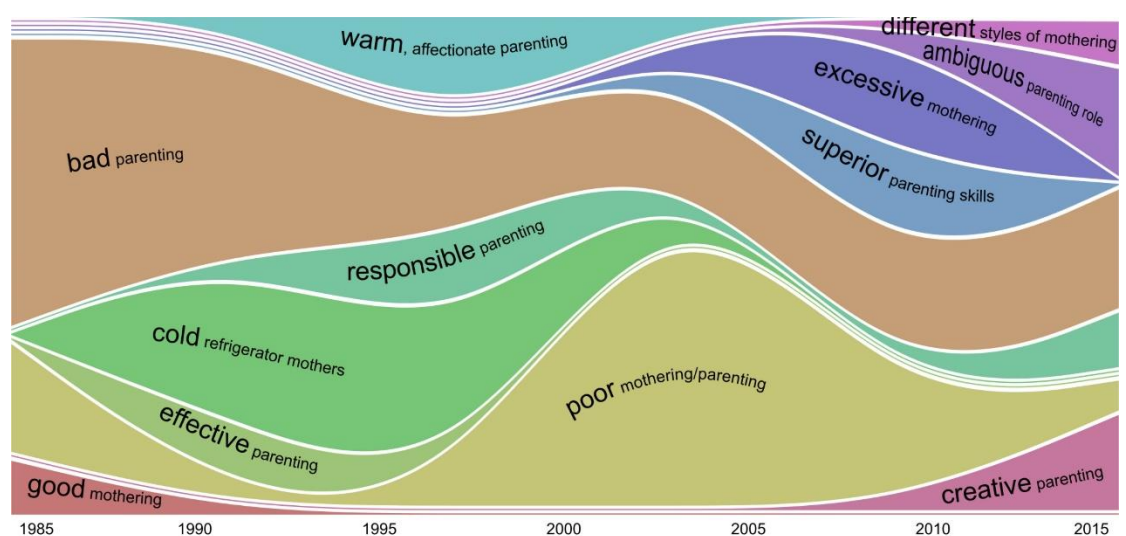 different styles of mothering
warm, affectionate parenting
ambiguous parenting role
excessive mothering
superior parenting skills
bad parenting
responsible parenting
cold refrigerator mothers
poor mothering/parenting
effective parenting
good mothering
creative parenting
1985 1990 1995 2000 2005 2010 2015